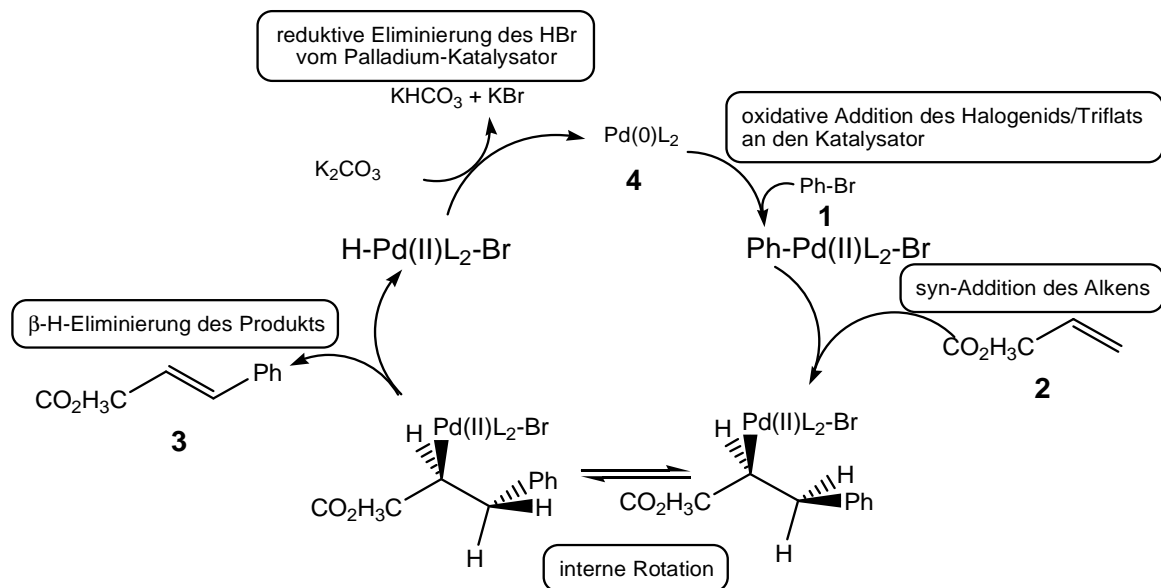 reduktive Eliminierung des HBr
vom Palladium-Katalysator
KHCO3 + KBr
oxidative Addition des Halogenids/Triflats
an den Katalysator
Pd(0)L2
4
K2CO3
Ph-Br
1
H-Pd(II)L2-Br
Ph-Pd(II)L2-Br
syn-Addition des Alkens
β-H-Eliminierung des Produkts
CO2H3C
2
Ph
CO2H3C
3
H
Pd(II)L2-Br
Ph
H
CO2H3C
H
H
Pd(II)L2-Br
H
Ph
CO2H3C
H
interne Rotation